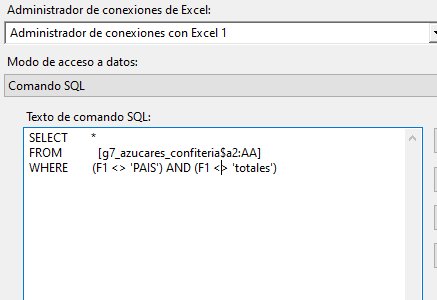 Administrador de conexiones de Excel:
Administrador de conexiones con Excel 1
Modo de acceso a datos:
Comando SQL
Texto de comando SQL:
SELECT *
FROM [g7_azucares_confiteria$a2:AA]
WHERE (F1 <> 'PAIS') AND (F1 <> 'totales')